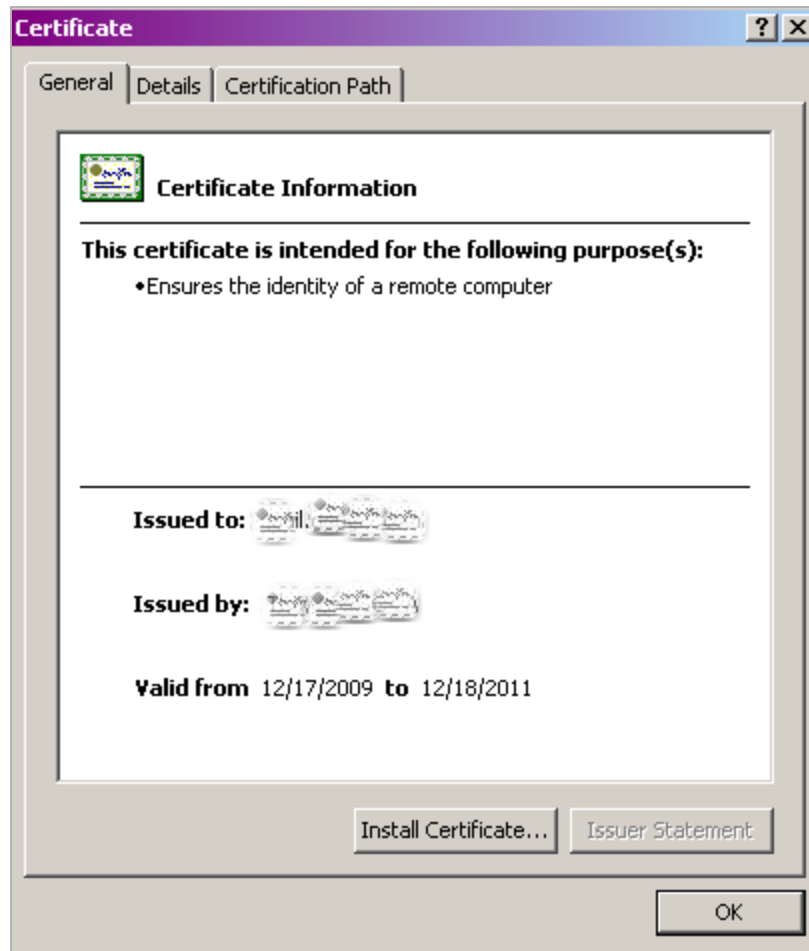 Certificate
General Details Certification Path
Certificate Information
This certificate is intended for the following purpose(s):
•Ensures the identity of a remote computer
Issued to:
Issued by:
Valid from 12/17/2009 to 12/18/2011
Install Certificate... Issuer Statement
OK